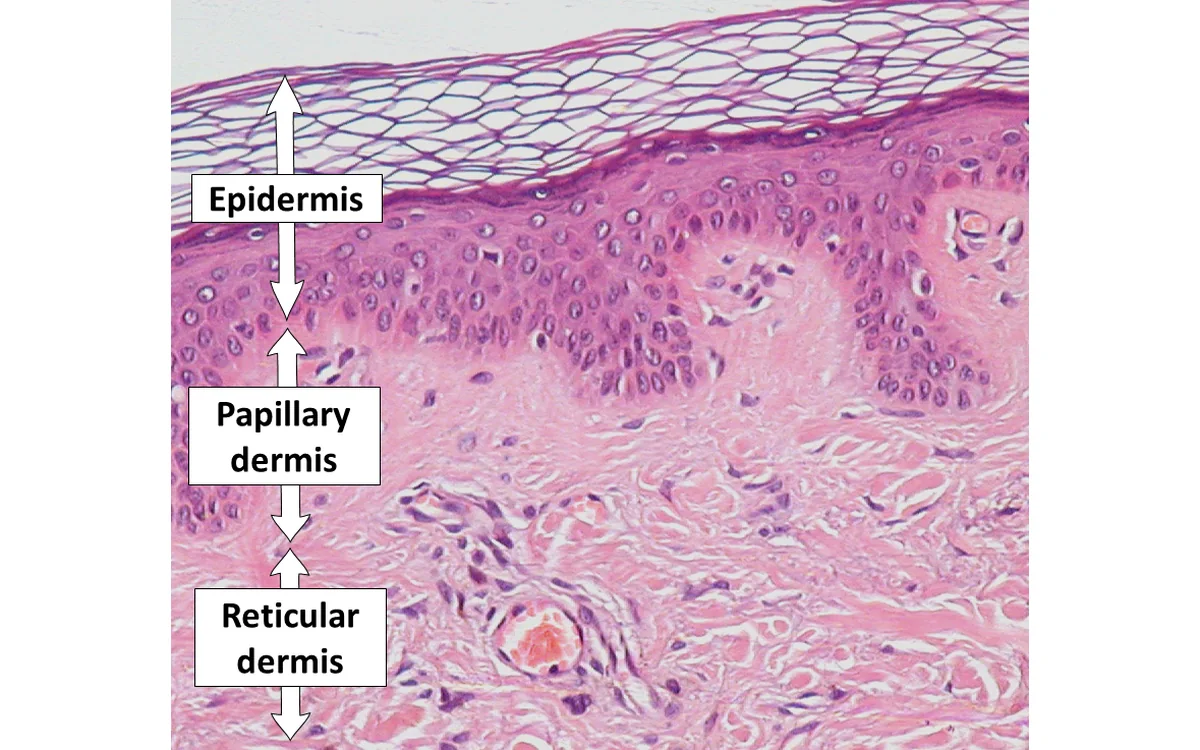 Epidermis
Papillary
dermis
Reticular
dermis